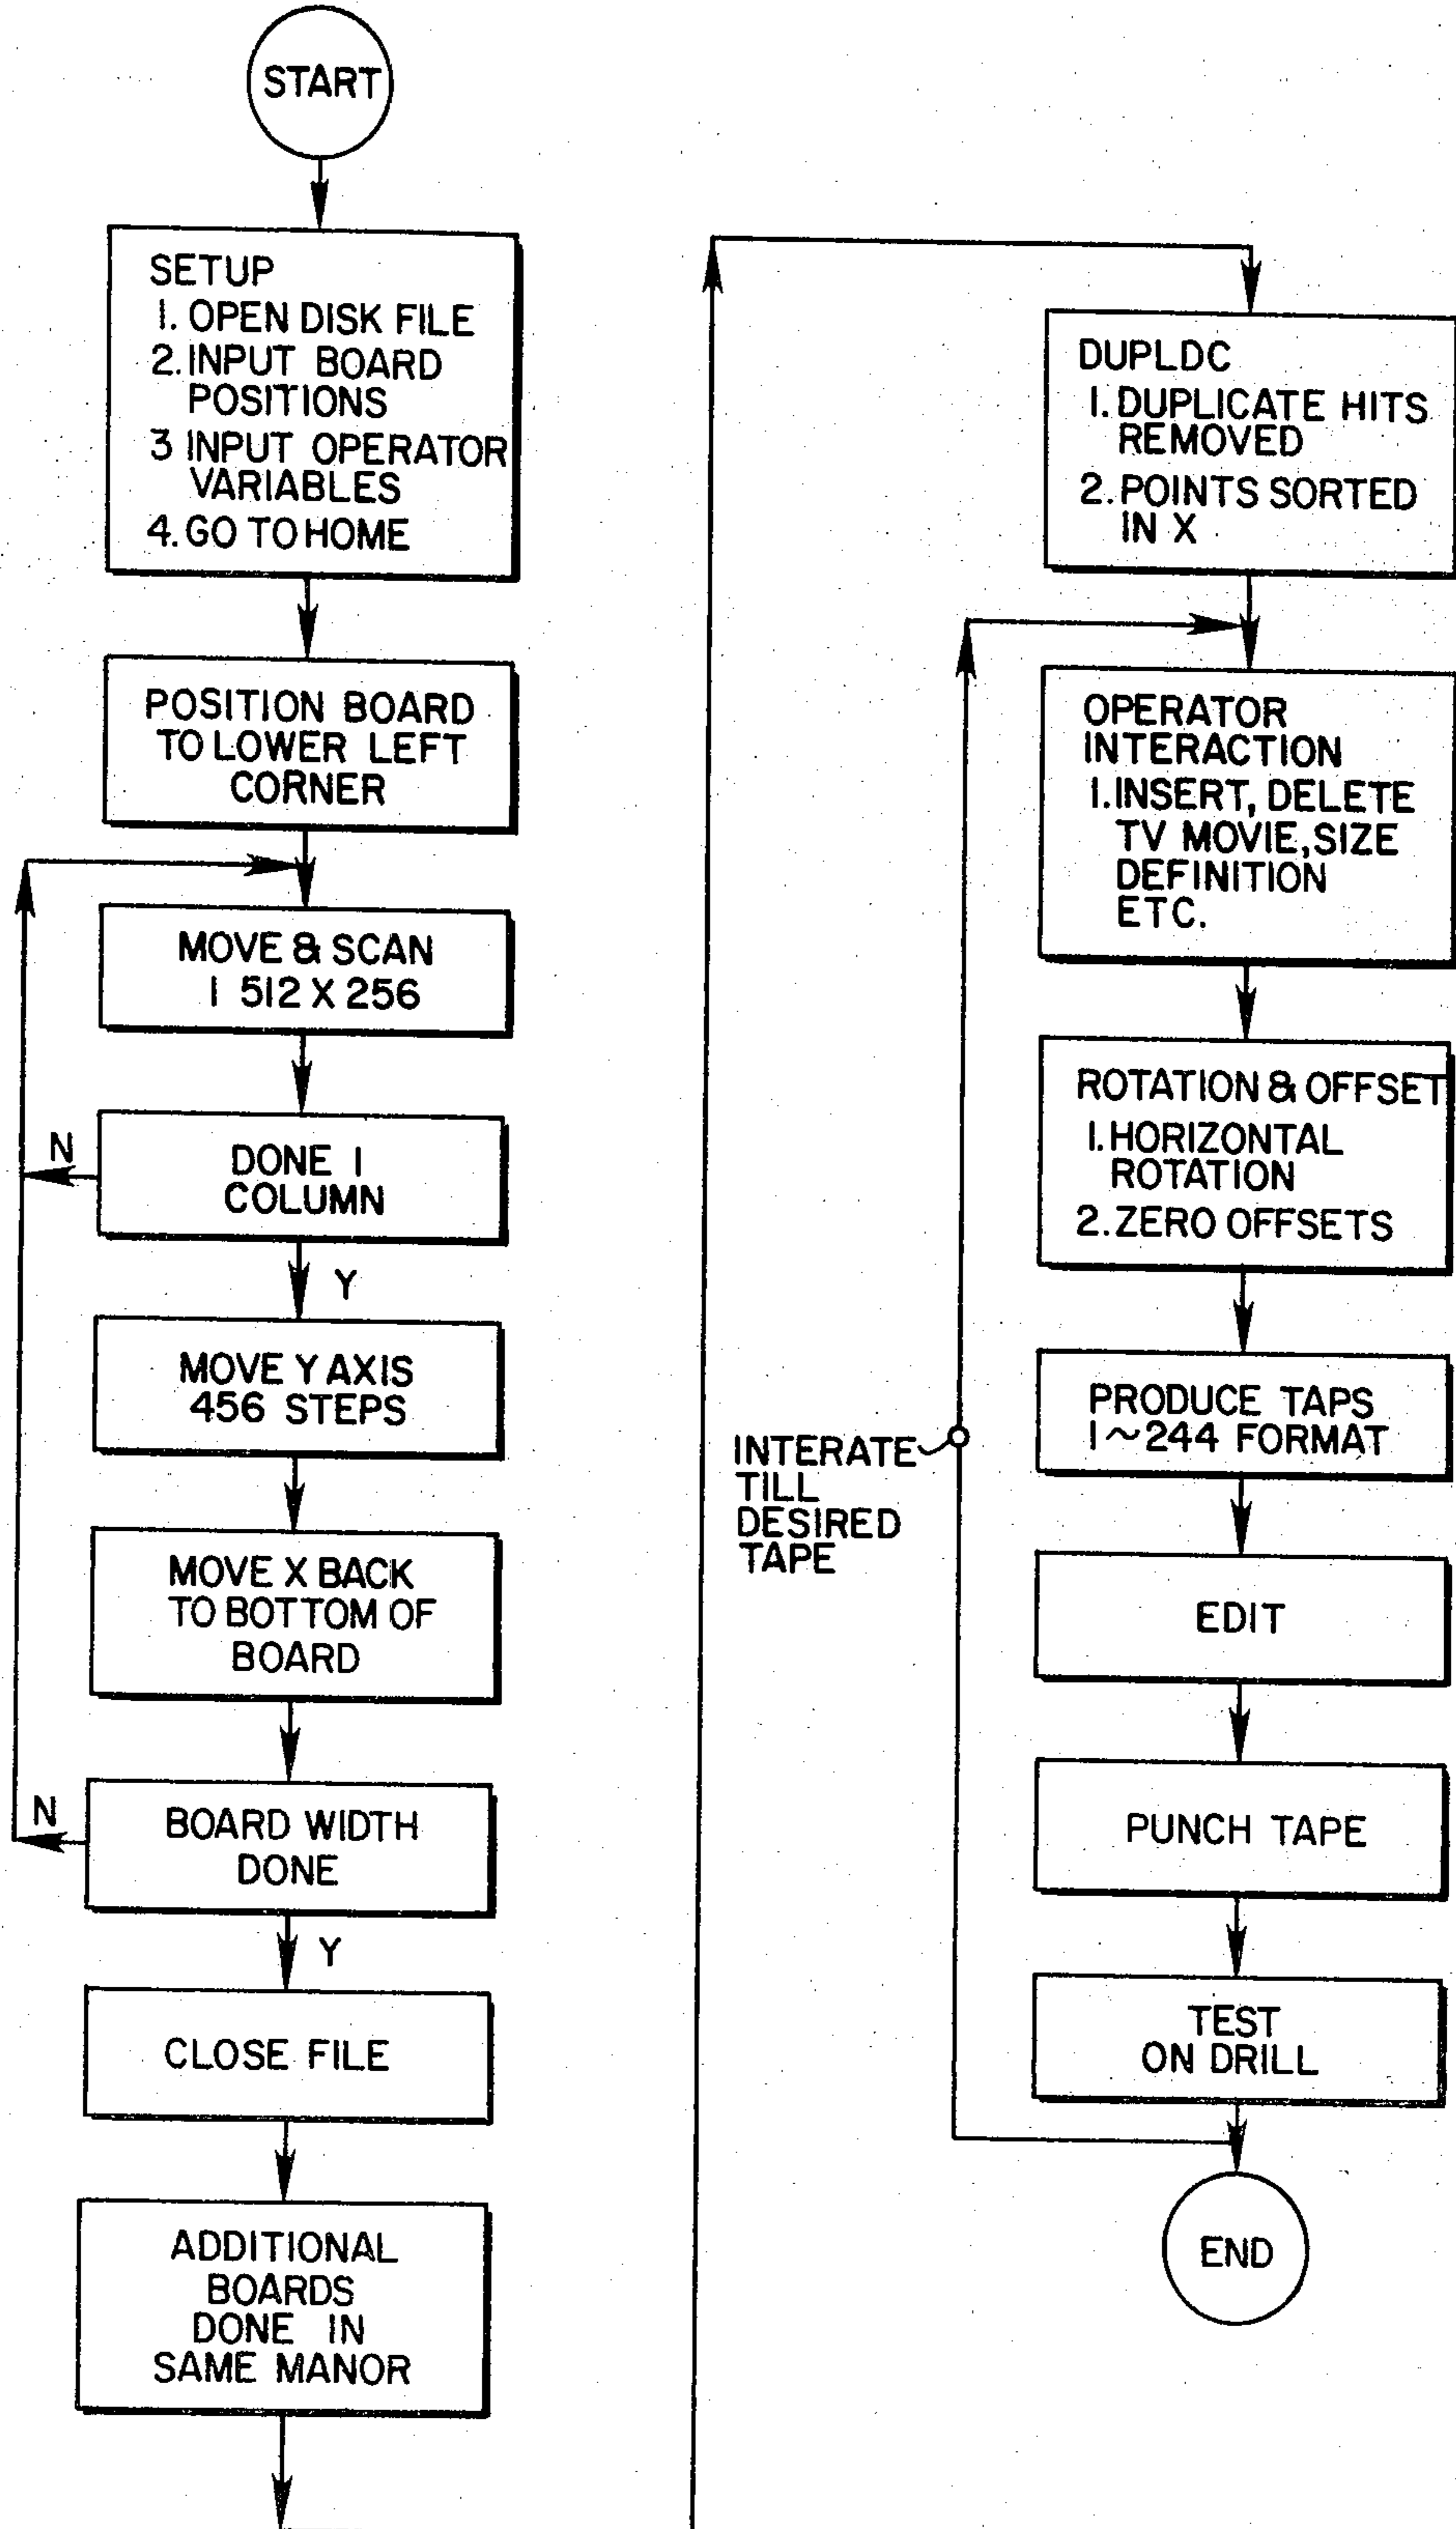 START
SETUP
1. OPEN DISK FILE
2. INPUT BOARD
POSITIONS
3 INPUT OPERATOR
VARIABLES
4. GO TO HOME
POSITION BOARD
TO LOWER LEFT
CORNER
MOVE & SCAN
1 512 X 256
DONE 1
COLUMN
N
Y
MOVE Y AXIS
456 STEPS
MOVE X BACK
TO BOTTOM OF
BOARD
BOARD WIDTH
DONE
N
Y
CLOSE FILE
ADDITIONAL
BOARDS
DONE IN
SAME MANOR
DUPLDC
1. DUPLICATE HITS
REMOVED
2. POINTS SORTED
IN X
OPERATOR
INTERACTION
1. INSERT, DELETE
TV MOVIE, SIZE
DEFINITION
ETC.
ROTATION & OFFSET
1. HORIZONTAL
ROTATION
2. ZERO OFFSETS
PRODUCE TAPS
1~244 FORMAT
INTERATE
TILL
DESIRED
TAPE
EDIT
PUNCH TAPE
TEST
ON DRILL
END